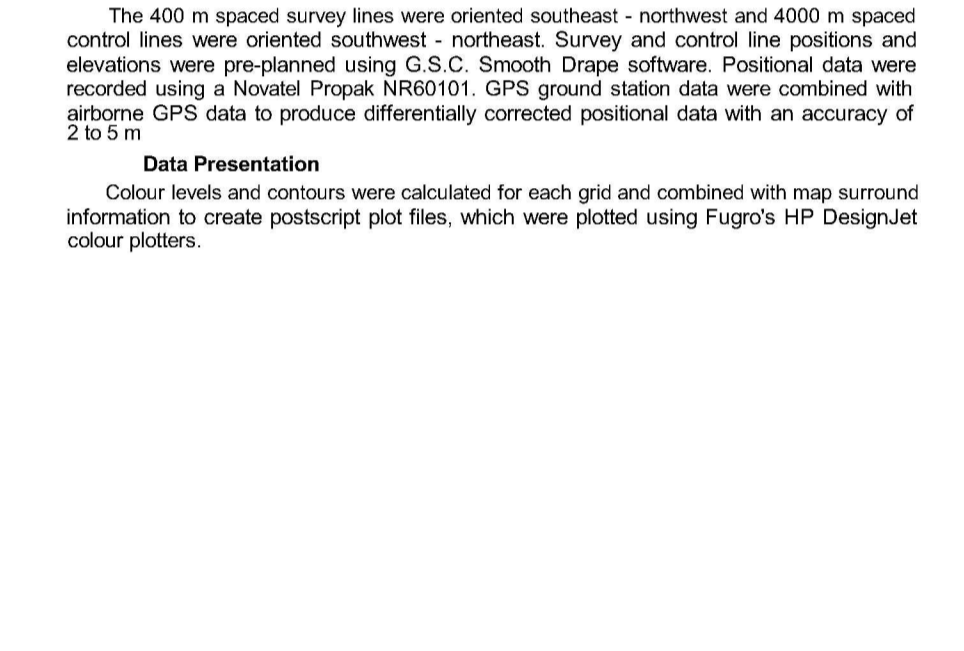 The 400 m spaced survey lines were oriented southeast - northwest and 4000 m spaced
control lines were oriented southwest - northeast. Survey and control line positions and
elevations were pre-planned using G.S.C. Smooth Drape software. Positional data were
recorded using a Novatel Propak NR60101. GPS ground station data were combined with
airborne GPS data to produce differentially corrected positional data with an accuracy of
2 to 5 m
Data Presentation
Colour levels and contours were calculated for each grid and combined with map surround
information to create postscript plot files, which were plotted using Fugro's HP DesignJet
colour plotters.